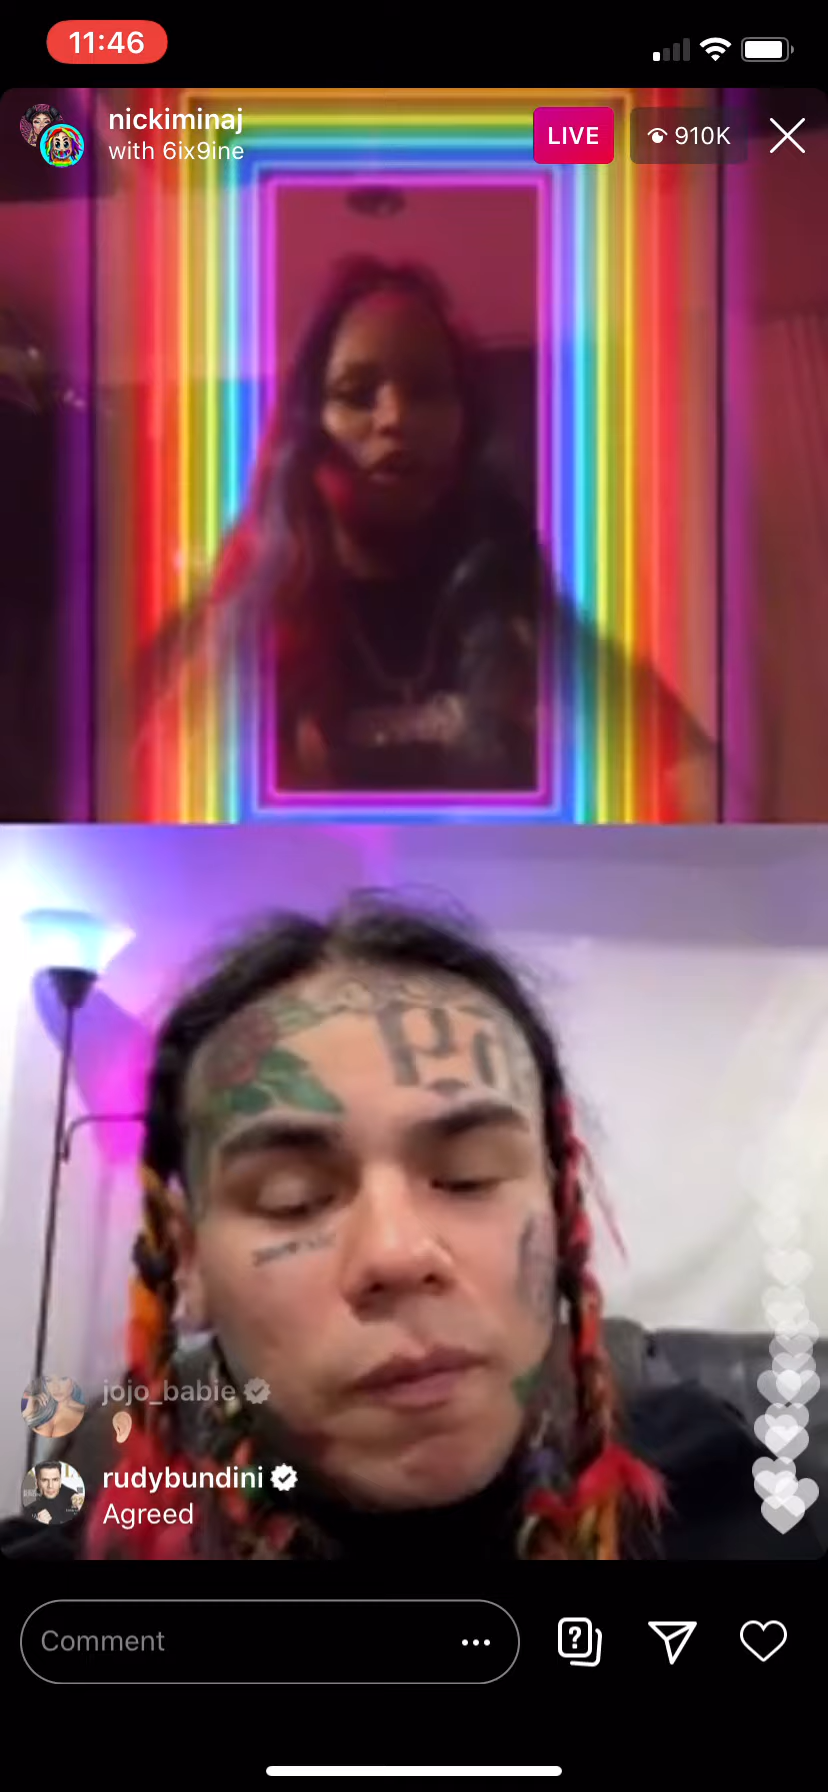 11:46
nickiminaj
with 6ix9ine
LIVE
910K
jojo_babie
rudybundini
Agreed
Comment